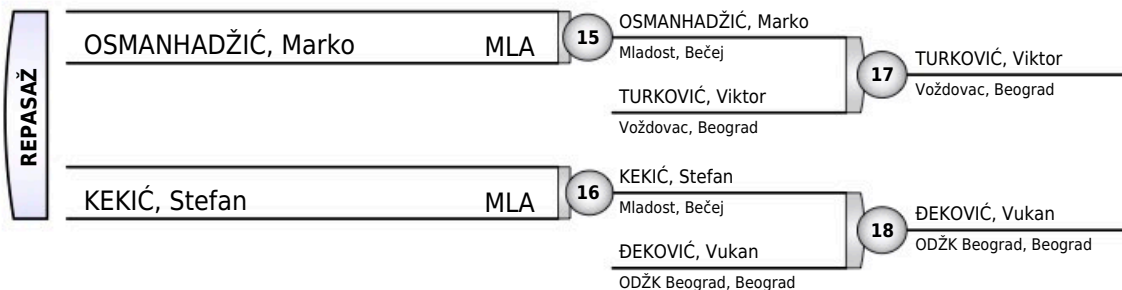 REPASAŽ
OSMANHADŽIĆ, Marko MLA
15
OSMANHADŽIĆ, Marko
Mladost, Bečej
TURKOVIĆ, Viktor
Voždovac, Beograd
17
TURKOVIĆ, Viktor
Voždovac, Beograd
KEKIĆ, Stefan MLA
16
KEKIĆ, Stefan
Mladost, Bečej
ĐEKOVIĆ, Vukan
ODŽK Beograd, Beograd
18
ĐEKOVIĆ, Vukan
ODŽK Beograd, Beograd